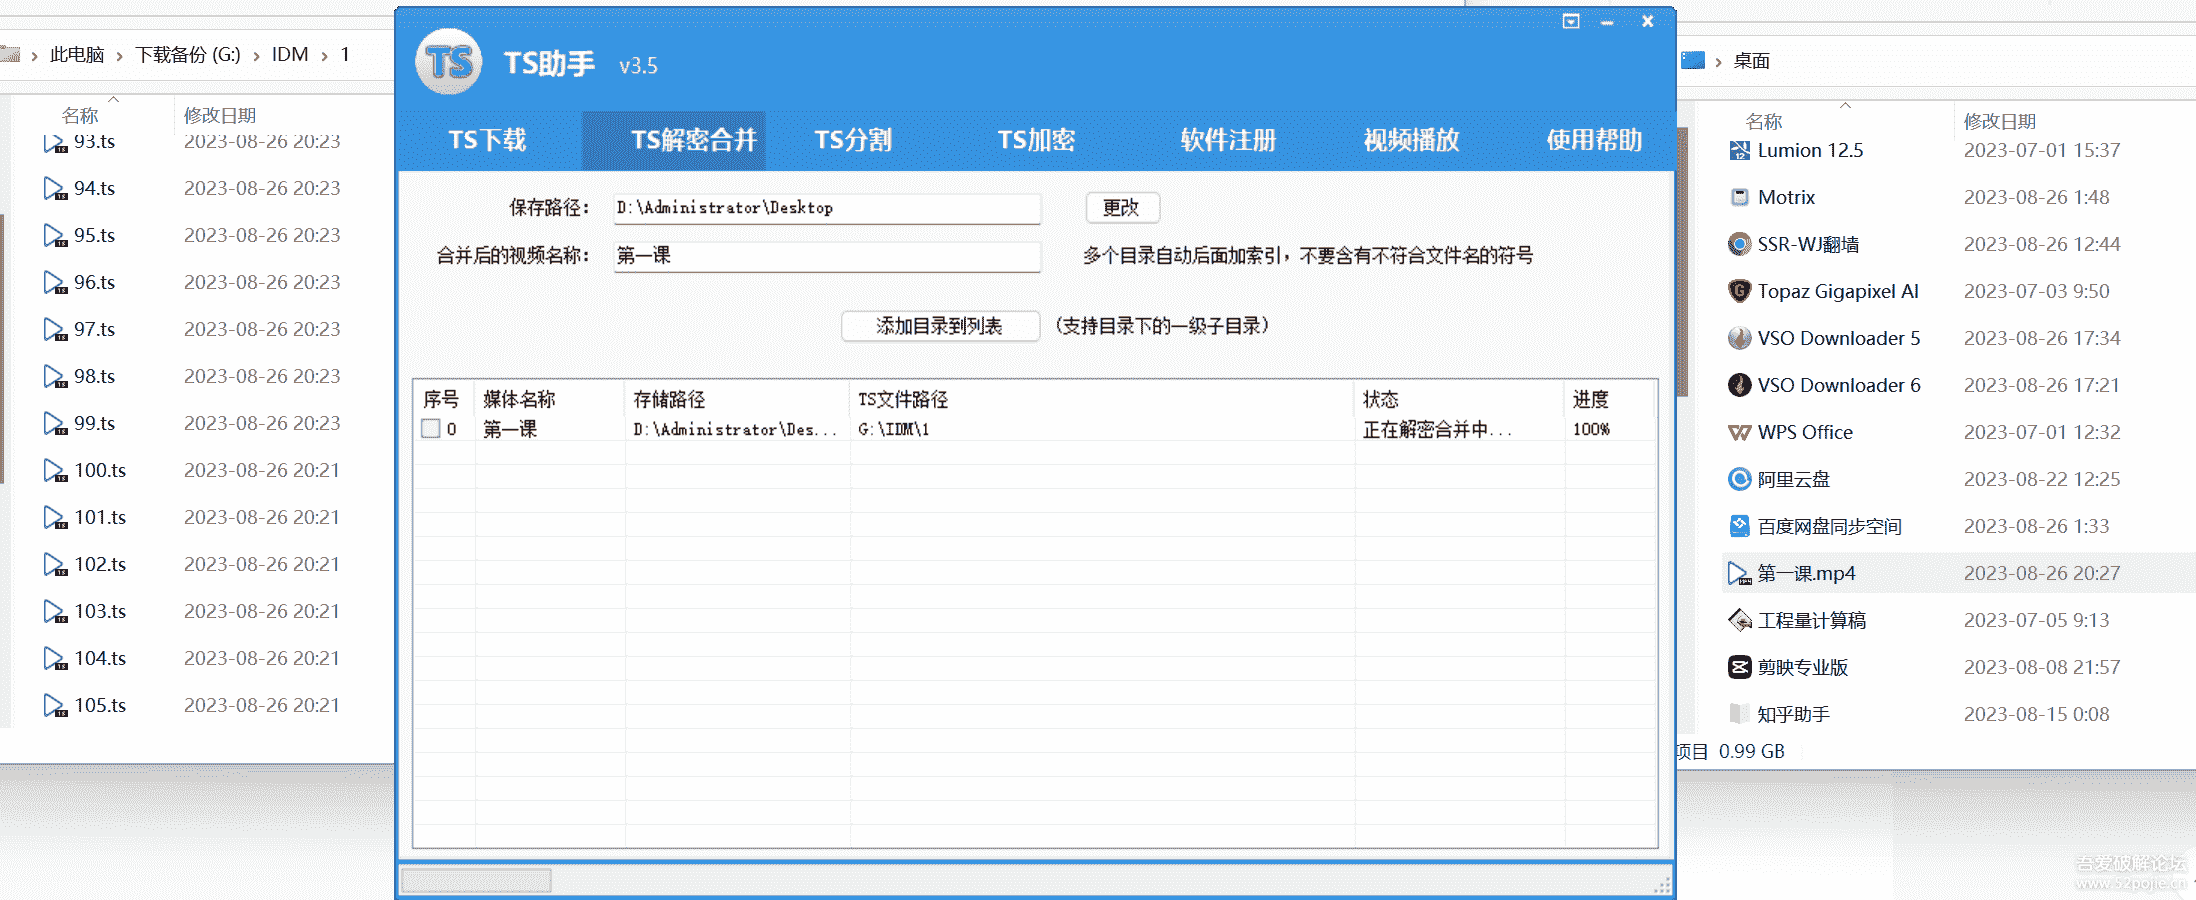 此电脑 › 下载备份 (G:) › IDM › 1
名称 修改日期
93.ts 2023-08-26 20:23
94.ts 2023-08-26 20:23
95.ts 2023-08-26 20:23
96.ts 2023-08-26 20:23
97.ts 2023-08-26 20:23
98.ts 2023-08-26 20:23
99.ts 2023-08-26 20:23
100.ts 2023-08-26 20:21
101.ts 2023-08-26 20:21
102.ts 2023-08-26 20:21
103.ts 2023-08-26 20:21
104.ts 2023-08-26 20:21
105.ts 2023-08-26 20:21
TS TS助手 v3.5
TS下载 TS解密合并 TS分割 TS加密 软件注册 视频播放 使用帮助
保存路径: D:\Administrator\Desktop 更改
合并后的视频名称: 第一课 多个目录自动后面加索引，不要含有不符合文件名的符号
添加目录到列表 (支持目录下的一级子目录)
序号 媒体名称 存储路径 TS文件路径 状态 进度
0 第一课 D:\Administrator\Des... G:\IDM\1 正在解密合并中... 100%
› 桌面
名称 修改日期
Lumion 12.5 2023-07-01 15:37
Motrix 2023-08-26 1:48
SSR-WJ翻墙 2023-08-26 12:44
Topaz Gigapixel AI 2023-07-03 9:50
VSO Downloader 5 2023-08-26 17:34
VSO Downloader 6 2023-08-26 17:21
WPS Office 2023-07-01 12:32
阿里云盘 2023-08-22 12:25
百度网盘同步空间 2023-08-26 1:33
第一课.mp4 2023-08-26 20:27
工程量计算稿 2023-07-05 9:13
剪映专业版 2023-08-08 21:57
知乎助手 2023-08-15 0:08
项目 0.99 GB
吾爱破解论坛
www.52pojie.cn